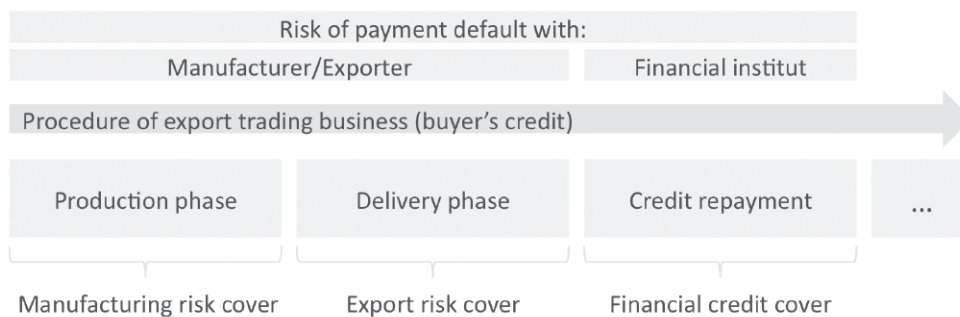 Risk of payment default with:
Manufacturer/Exporter
Financial institut
Procedure of export trading business (buyer's credit)
Production phase
Delivery phase
Credit repayment
...
Manufacturing risk cover
Export risk cover
Financial credit cover